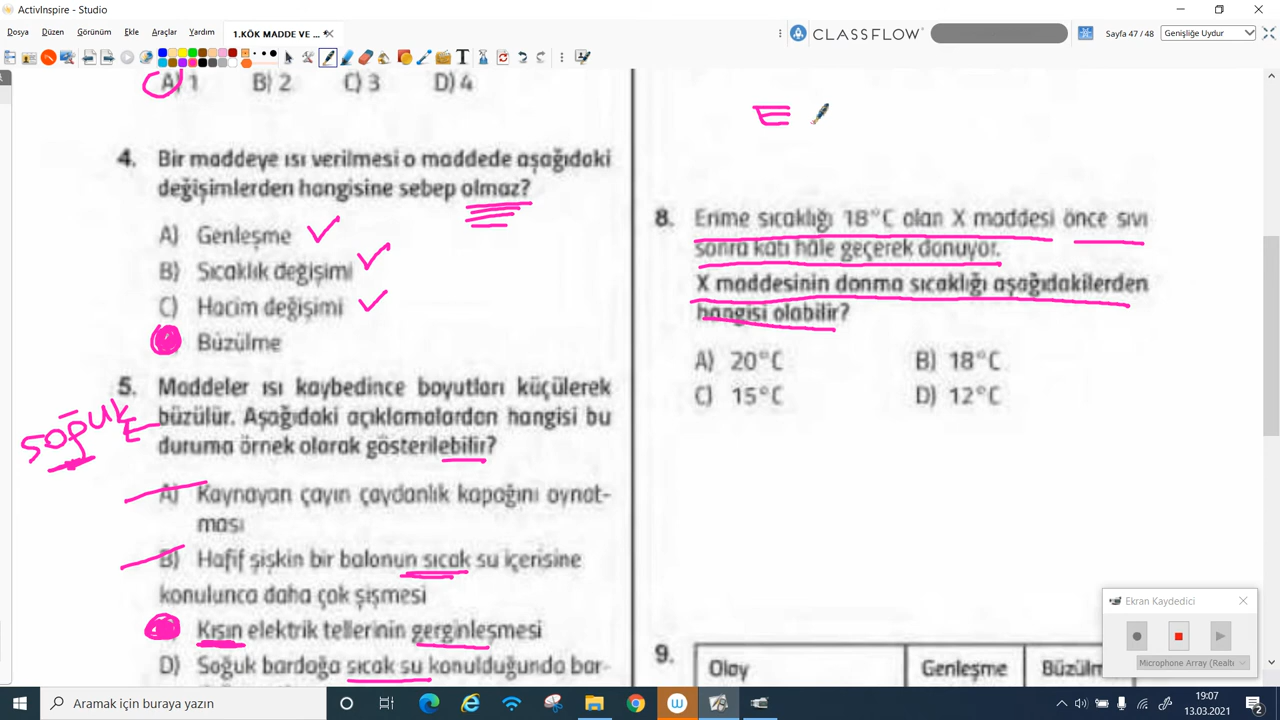 ActivInspire - Studio
Dosya Düzen Görünüm Ekle Araçlar Yardım
1.KÖK MADDE VE ...
CLASSFLOW
Sayfa 47 / 48
Genişliğe Uydur
A) 1 B) 2 C) 3 D) 4
4. Bir maddeye ısı verilmesi o maddede aşağıdaki
değişimlerden hangisine sebep olmaz?
A) Genleşme
B) Sıcaklık değişimi
C) Hacim değişimi
Büzülme
5. Maddeler ısı kaybedince boyutları küçülerek
büzülür. Aşağıdaki açıklamalardan hangisi bu
duruma örnek olarak gösterilebilir?
soğuk
A) Kaynayan çayın çaydanlık kapağını oynat-
ması
B) Hafif şişkin bir balonun sıcak su içerisine
konulunca daha çok şişmesi
Kışın elektrik tellerinin gerginleşmesi
D) Soğuk bardağa sıcak su konulduğunda bar-
E
8. Erime sıcaklığı 18°C olan X maddesi önce sıvı
sonra katı hâle geçerek donuyor.
X maddesinin donma sıcaklığı aşağıdakilerden
hangisi olabilir?
A) 20°C B) 18°C
C) 15°C D) 12°C
9. Olay Genleşme Büzülm
Ekran Kaydedici
Microphone Array (Realt
Aramak için buraya yazın
19:07
13.03.2021
2